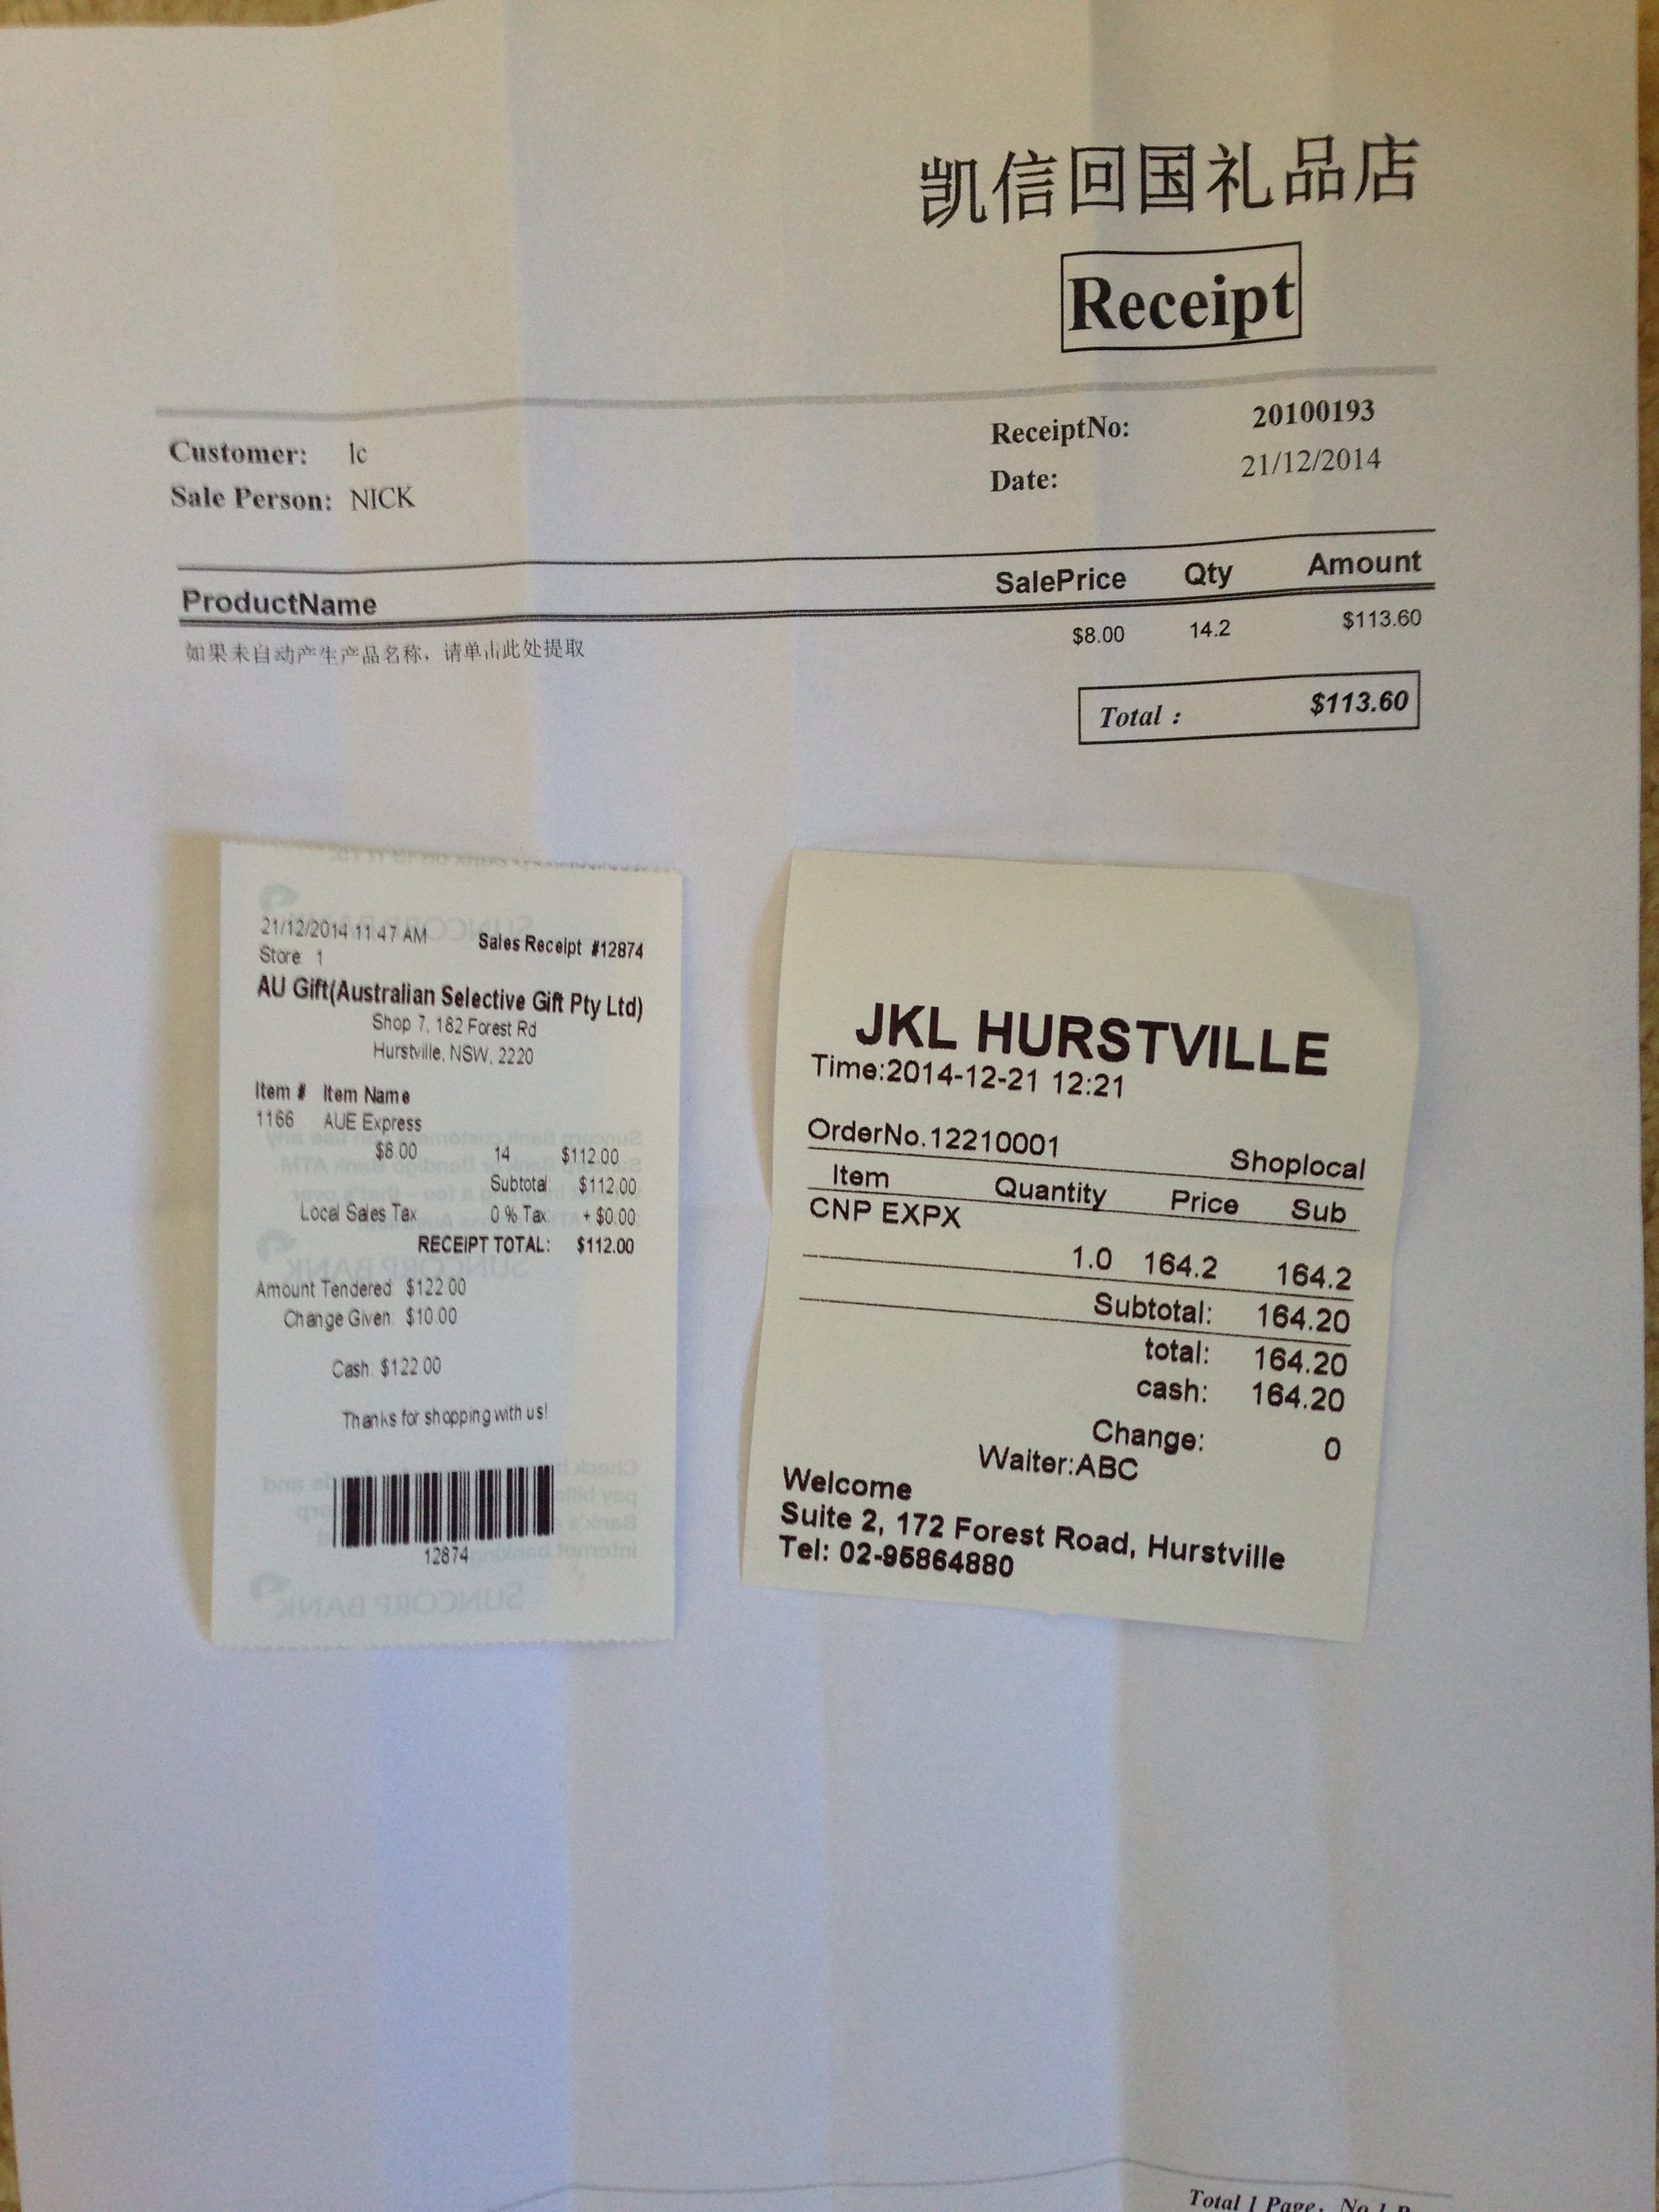 凯信回国礼品店
Receipt
Customer: lc
ReceiptNo: 20100193
Sale Person: NICK
Date: 21/12/2014
ProductName SalePrice Qty Amount
如果未自动产生产品名称，请单击此处提取 $8.00 14.2 $113.60
Total : $113.60
21/12/2014 11:47 AM Sales Receipt #12874
Store: 1
AU Gift(Australian Selective Gift Pty Ltd)
Shop 7, 182 Forest Rd
Hurstville, NSW, 2220
Item # Item Name
1166 AUE Express
$8.00 14 $112.00
Subtotal: $112.00
Local Sales Tax 0 % Tax: + $0.00
RECEIPT TOTAL: $112.00
Amount Tendered: $122.00
Change Given: $10.00
Cash: $122.00
Thanks for shopping with us!
12874
SUNCORP BANK
JKL HURSTVILLE
Time:2014-12-21 12:21
OrderNo.12210001 Shoplocal
Item Quantity Price Sub
CNP EXPX
1.0 164.2 164.2
Subtotal: 164.20
total: 164.20
cash: 164.20
Change: 0
Waiter:ABC
Welcome
Suite 2, 172 Forest Road, Hurstville
Tel: 02-95864880
Total 1 Page, No 1